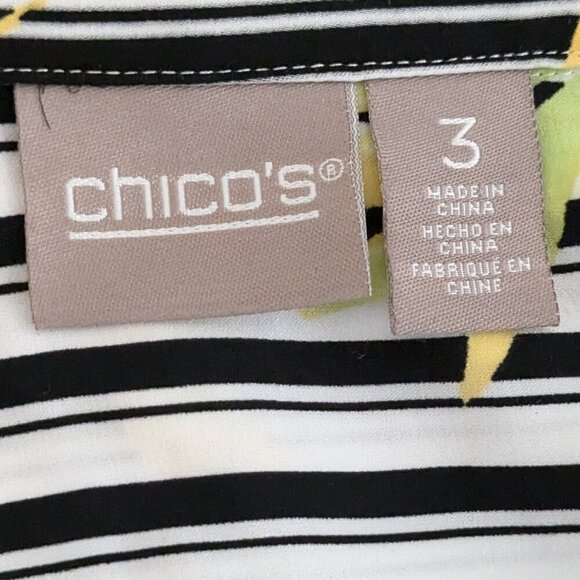 chico's®
3
MADE IN
CHINA
HECHO EN
CHINA
FABRIQUÉ EN
CHINE